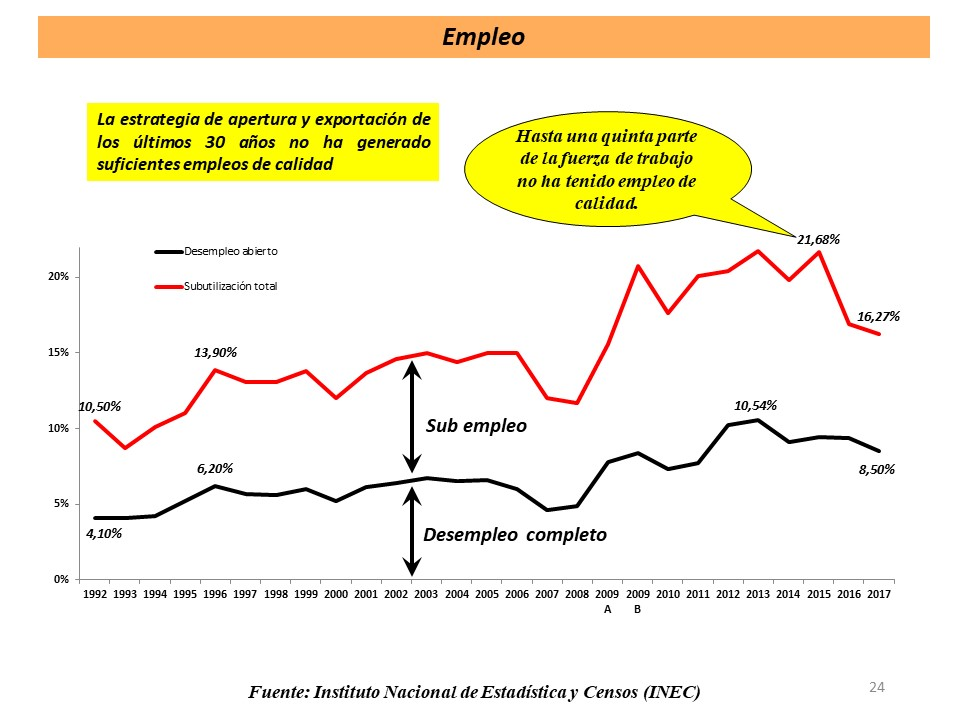 Empleo
La estrategia de apertura y exportación de
los últimos 30 años no ha generado
suficientes empleos de calidad
Hasta una quinta parte
de la fuerza de trabajo
no ha tenido empleo de
calidad.
21,68%
Desempleo abierto
Subutilización total
20%
16,27%
15%
13,90%
10,50%
10,54%
10%
Sub empleo
6,20%
8,50%
5%
4,10%
Desempleo completo
0%
1992 1993 1994 1995 1996 1997 1998 1999 2000 2001 2002 2003 2004 2005 2006 2007 2008 2009 2009 2010 2011 2012 2013 2014 2015 2016 2017
A B
Fuente: Instituto Nacional de Estadística y Censos (INEC)
24